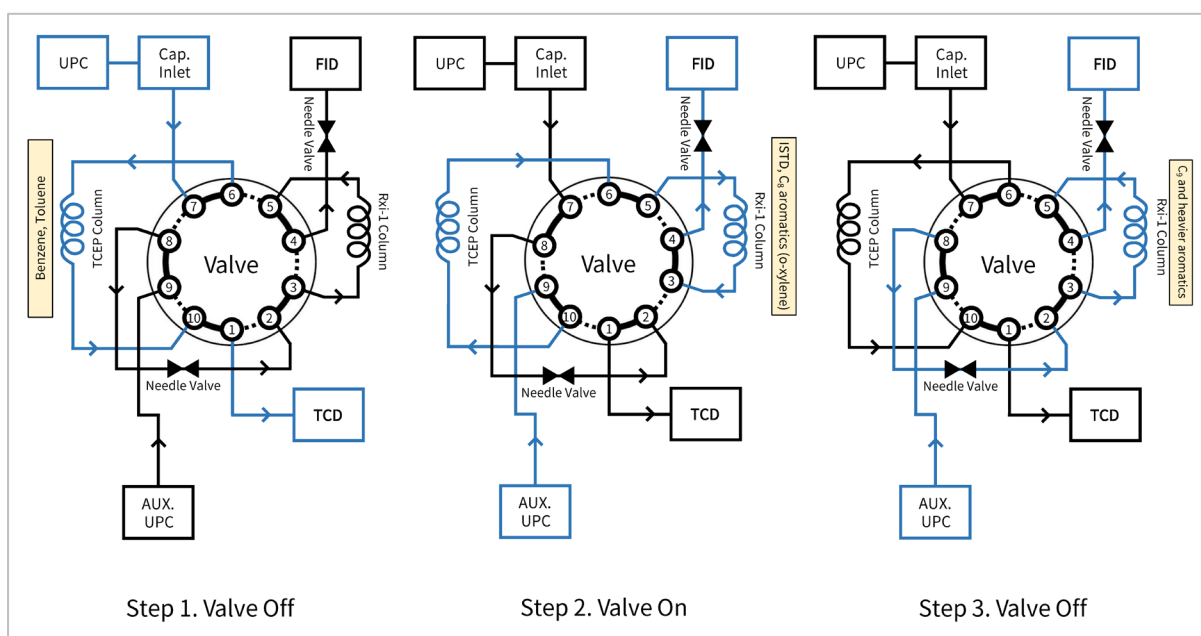 UPC
Cap.
Inlet
FID
Needle Valve
Benzene, Toluene
TCEP Column
Rxi-1 Column
6
7
5
8
4
Valve
9
3
10
2
1
Needle Valve
TCD
AUX.
UPC
Step 1. Valve Off
UPC
Cap.
Inlet
FID
Needle Valve
ISTD, C8 aromatics (o-xylene)
TCEP Column
Rxi-1 Column
6
7
5
8
4
Valve
9
3
10
2
1
Needle Valve
TCD
AUX.
UPC
Step 2. Valve On
UPC
Cap.
Inlet
FID
Needle Valve
C9 and heavier aromatics
TCEP Column
Rxi-1 Column
6
7
5
8
4
Valve
9
3
10
2
1
Needle Valve
TCD
AUX.
UPC
Step 3. Valve Off